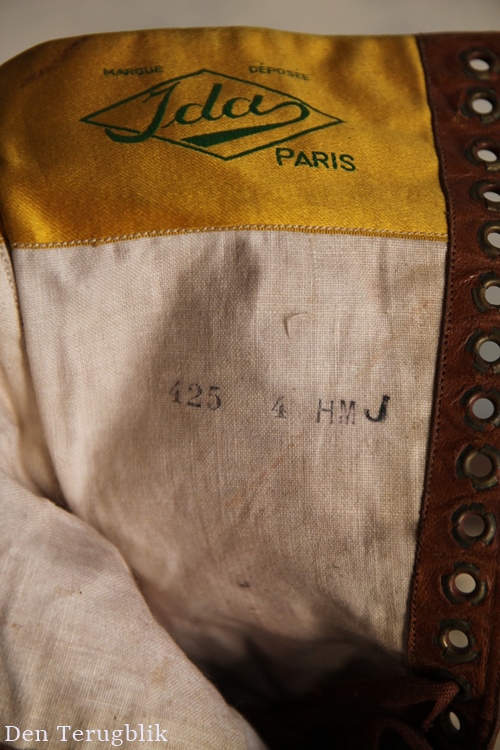 MARQUE DÉPOSÉE
Ida
PARIS
425 4 HMJ
Den Terugblik